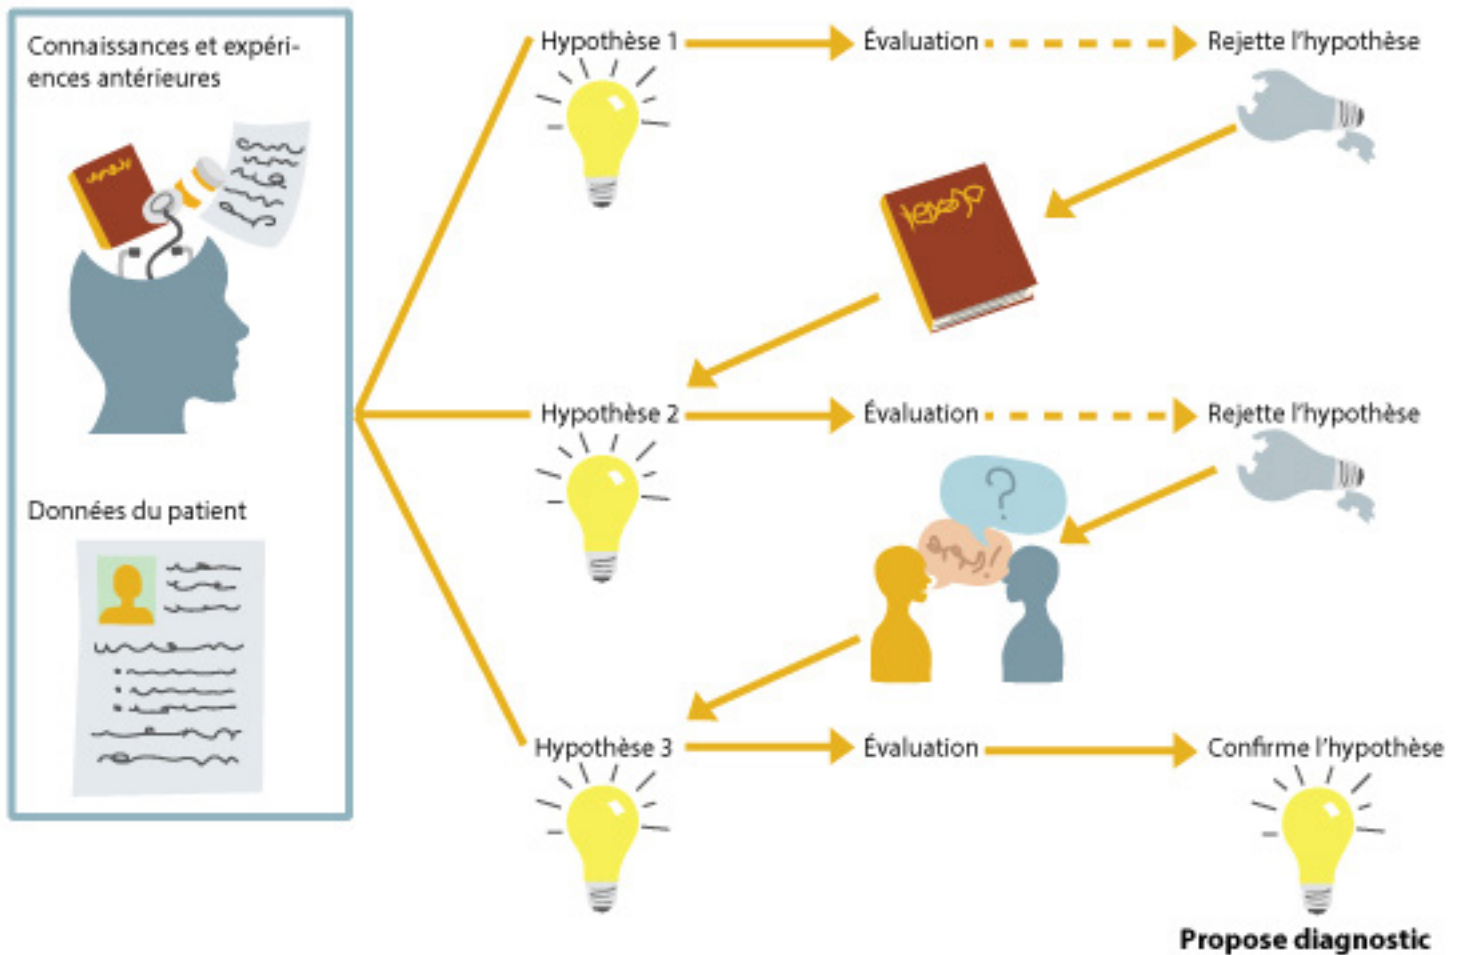 Connaissances et expéri-
ences antérieures
Données du patient
Hypothèse 1
Évaluation
Rejette l'hypothèse
Hypothèse 2
Évaluation
Rejette l'hypothèse
?
!
Hypothèse 3
Évaluation
Confirme l'hypothèse
Propose diagnostic